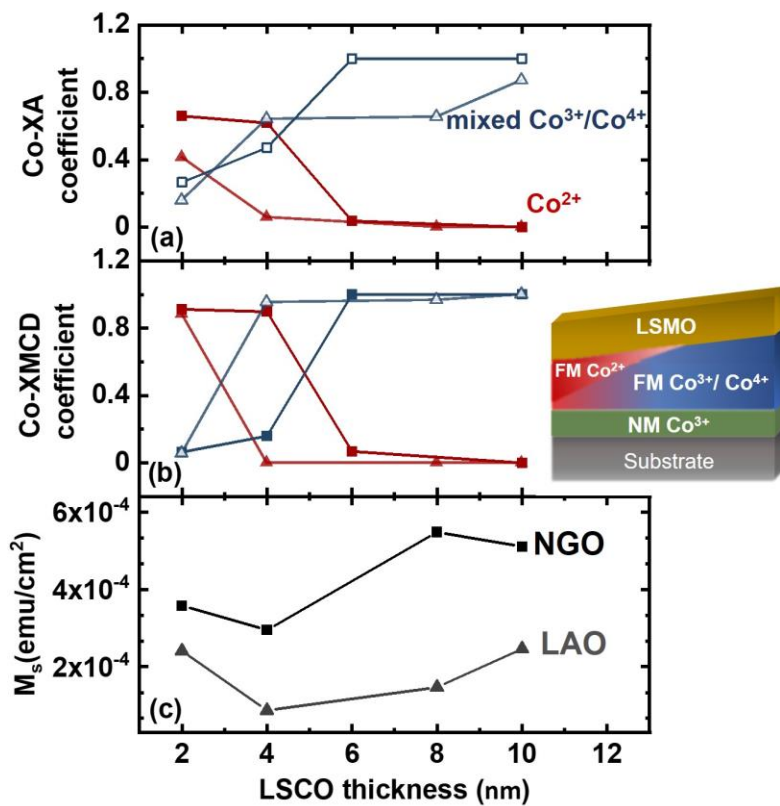 1.2
0.8
0.4
0
Co-XA
coefficient
mixed Co³⁺/Co⁴⁺
Co²⁺
(a)
1.2
0.8
0.4
0
Co-XMCD
coefficient
(b)
LSMO
FM Co²⁺
FM Co³⁺/ Co⁴⁺
NM Co³⁺
Substrate
6x10⁻⁴
4x10⁻⁴
2x10⁻⁴
Mₛ(emu/cm²)
NGO
LAO
(c)
2 4 6 8 10 12
LSCO thickness (nm)